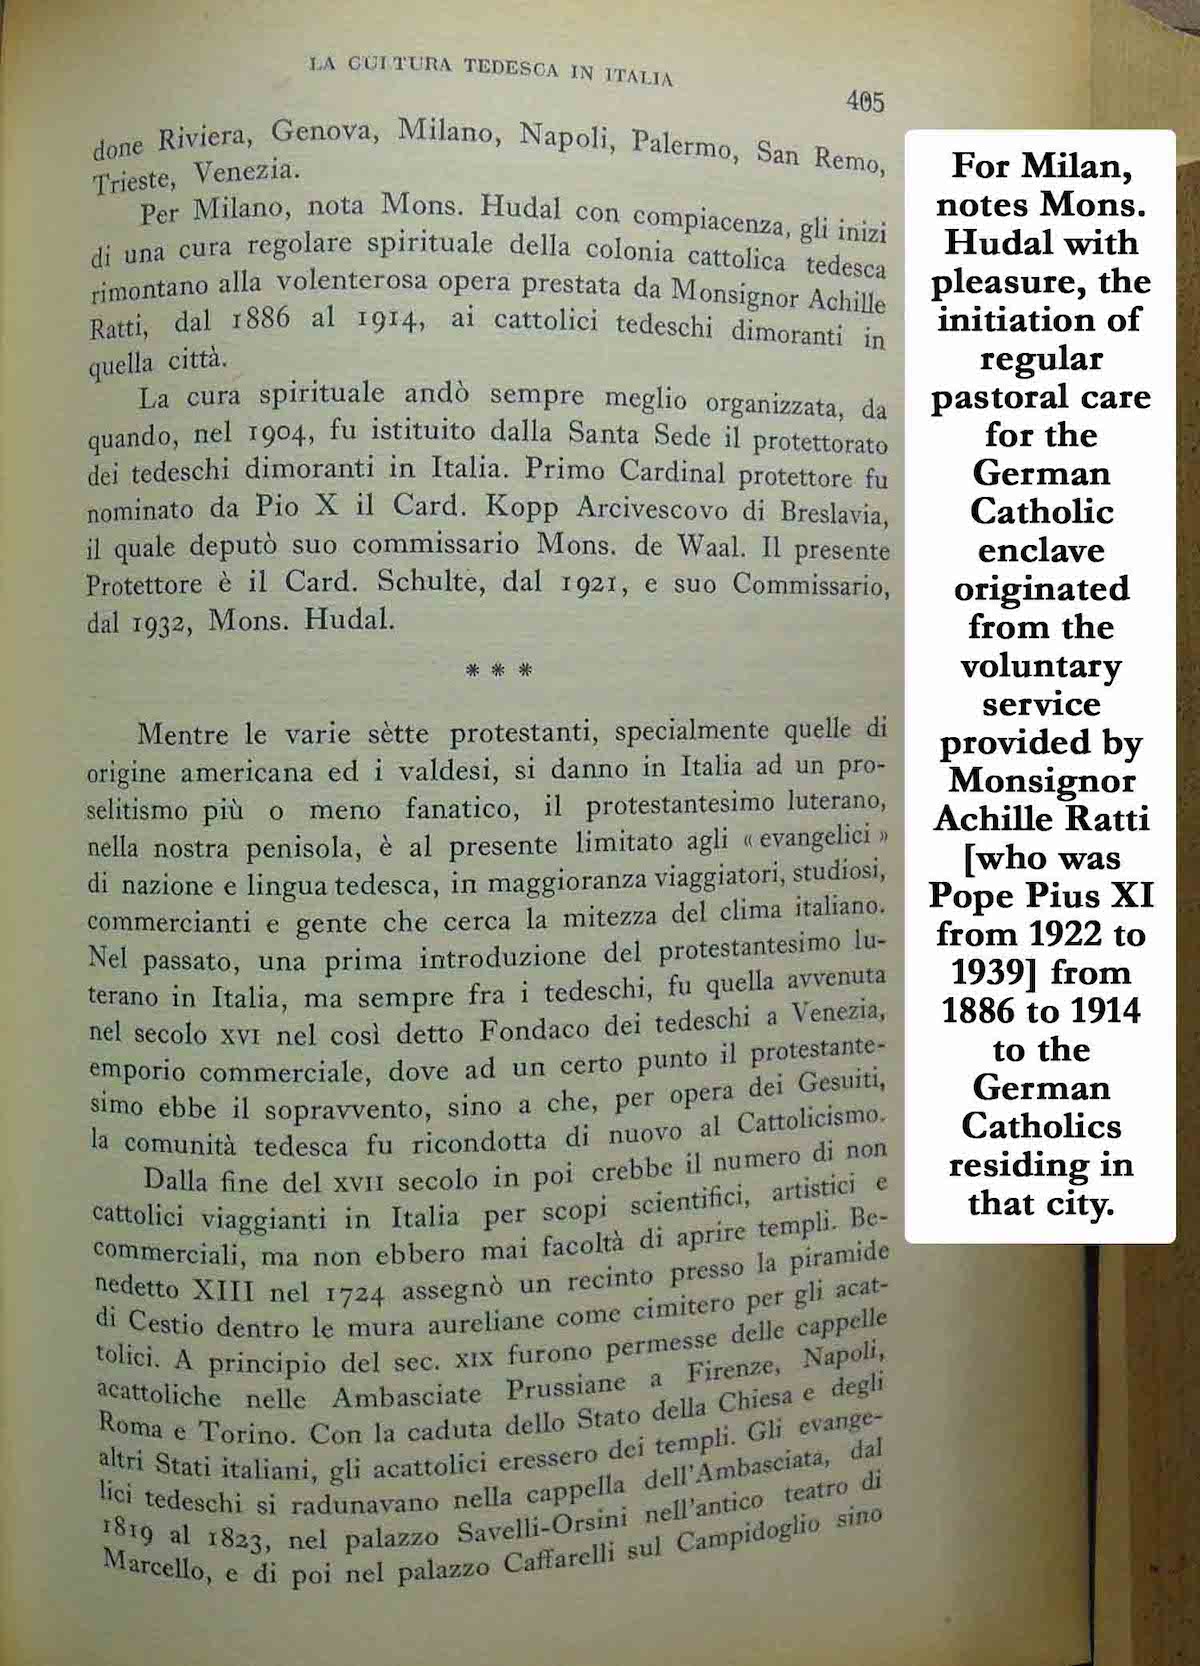 LA CULTURA TEDESCA IN ITALIA
405
done Riviera, Genova, Milano, Napoli, Palermo, San Remo,
Trieste, Venezia.
Per Milano, nota Mons. Hudal con compiacenza, gli inizi
di una cura regolare spirituale della colonia cattolica tedesca
rimontano alla volenterosa opera prestata da Monsignor Achille
Ratti, dal 1886 al 1914, ai cattolici tedeschi dimoranti in
quella città.
La cura spirituale andò sempre meglio organizzata, da
quando, nel 1904, fu istituito dalla Santa Sede il protettorato
dei tedeschi dimoranti in Italia. Primo Cardinal protettore fu
nominato da Pio X il Card. Kopp Arcivescovo di Breslavia,
il quale deputò suo commissario Mons. de Waal. Il presente
Protettore è il Card. Schulte, dal 1921, e suo Commissario,
dal 1932, Mons. Hudal.
* * *
Mentre le varie sètte protestanti, specialmente quelle di
origine americana ed i valdesi, si danno in Italia ad un pro-
selitismo più o meno fanatico, il protestantesimo luterano,
nella nostra penisola, è al presente limitato agli « evangelici »
di nazione e lingua tedesca, in maggioranza viaggiatori, studiosi,
commercianti e gente che cerca la mitezza del clima italiano.
Nel passato, una prima introduzione del protestantesimo lu-
terano in Italia, ma sempre fra i tedeschi, fu quella avvenuta
nel secolo XVI nel così detto Fondaco dei tedeschi a Venezia,
emporio commerciale, dove ad un certo punto il protestante-
simo ebbe il sopravvento, sino a che, per opera dei Gesuiti,
la comunità tedesca fu ricondotta di nuovo al Cattolicismo.
Dalla fine del XVII secolo in poi crebbe il numero di non
cattolici viaggianti in Italia per scopi scientifici, artistici e
commerciali, ma non ebbero mai facoltà di aprire templi. Be-
nedetto XIII nel 1724 assegnò un recinto presso la piramide
di Cestio dentro le mura aureliane come cimitero per gli acat-
tolici. A principio del sec. XIX furono permesse delle cappelle
acattoliche nelle Ambasciate Prussiane a Firenze, Napoli,
Roma e Torino. Con la caduta dello Stato della Chiesa e degli
altri Stati italiani, gli acattolici eressero dei templi. Gli evange-
lici tedeschi si radunavano nella cappella dell'Ambasciata, dal
1819 al 1823, nel palazzo Savelli-Orsini nell'antico teatro di
Marcello, e di poi nel palazzo Caffarelli sul Campidoglio sino
For Milan,
notes Mons.
Hudal with
pleasure, the
initiation of
regular
pastoral care
for the
German
Catholic
enclave
originated
from the
voluntary
service
provided by
Monsignor
Achille Ratti
[who was
Pope Pius XI
from 1922 to
1939] from
1886 to 1914
to the
German
Catholics
residing in
that city.